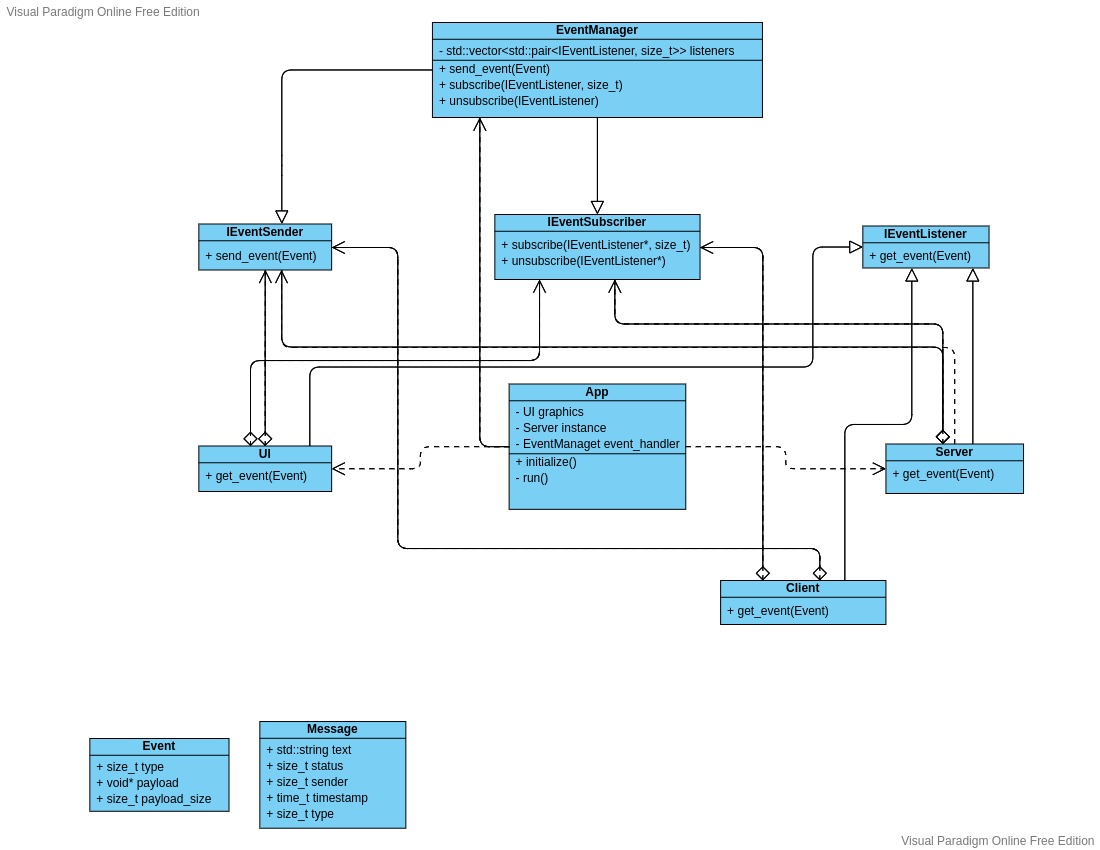 Visual Paradigm Online Free Edition
EventManager
- std::vector<std::pair<IEventListener, size_t>> listeners
+ send_event(Event)
+ subscribe(IEventListener, size_t)
+ unsubscribe(IEventListener)
IEventSender
+ send_event(Event)
IEventSubscriber
+ subscribe(IEventListener*, size_t)
+ unsubscribe(IEventListener*)
IEventListener
+ get_event(Event)
UI
+ get_event(Event)
App
- UI graphics
- Server instance
- EventManaget event_handler
+ initialize()
- run()
Server
+ get_event(Event)
Client
+ get_event(Event)
Event
+ size_t type
+ void* payload
+ size_t payload_size
Message
+ std::string text
+ size_t status
+ size_t sender
+ time_t timestamp
+ size_t type
Visual Paradigm Online Free Edition